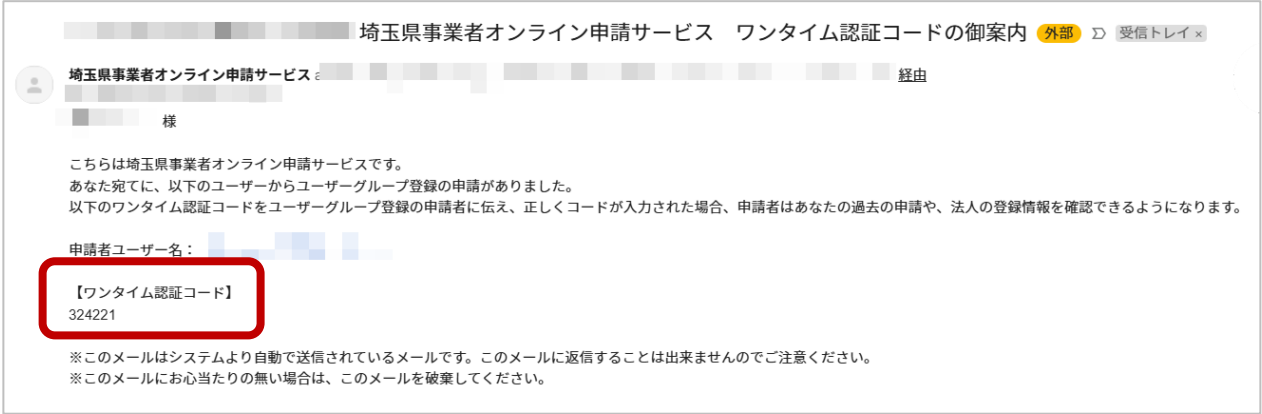 埼玉県事業者オンライン申請サービス　ワンタイム認証コードの御案内 外部 受信トレイ ×
埼玉県事業者オンライン申請サービス 経由
様
こちらは埼玉県事業者オンライン申請サービスです。
あなた宛てに、以下のユーザーからユーザーグループ登録の申請がありました。
以下のワンタイム認証コードをユーザーグループ登録の申請者に伝え、正しくコードが入力された場合、申請者はあなたの過去の申請や、法人の登録情報を確認できるようになります。
申請者ユーザー名：
【ワンタイム認証コード】
324221
※このメールはシステムより自動で送信されているメールです。このメールに返信することは出来ませんのでご注意ください。
※このメールにお心当たりの無い場合は、このメールを破棄してください。